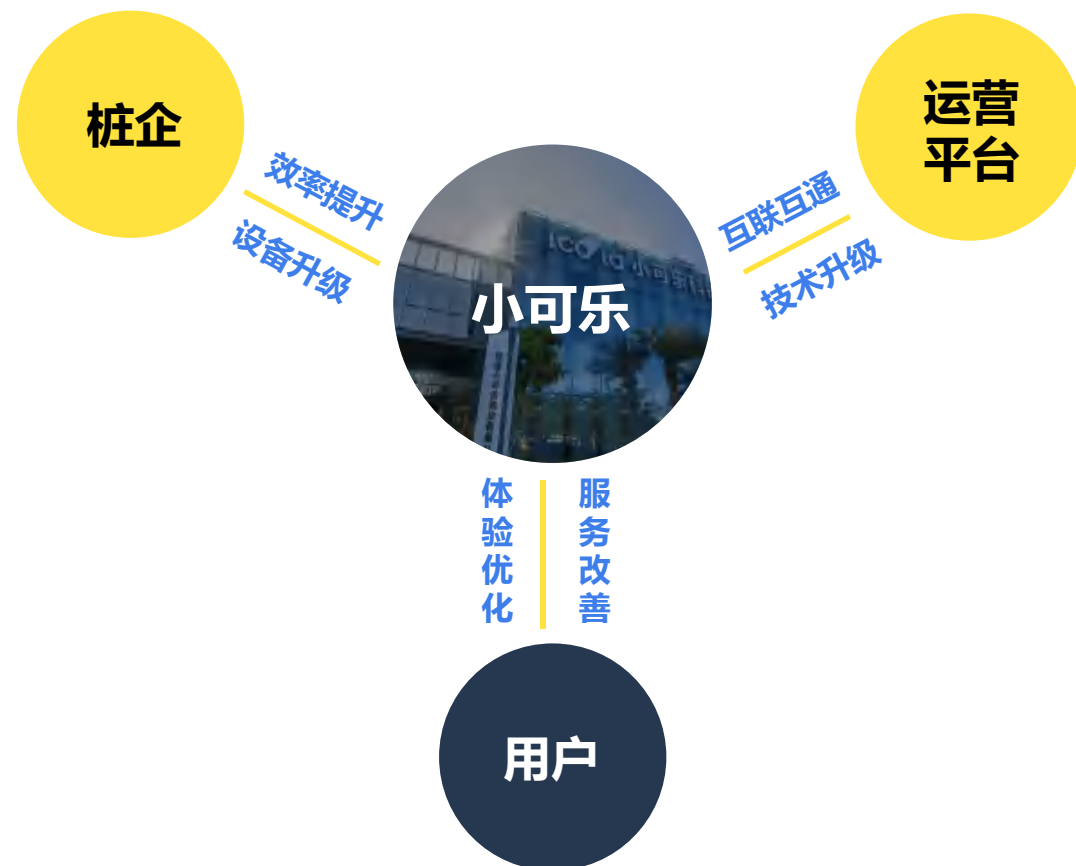 桩企
运营
平台
效率提升
设备升级
互联互通
技术升级
小可乐
体验优化
服务改善
用户